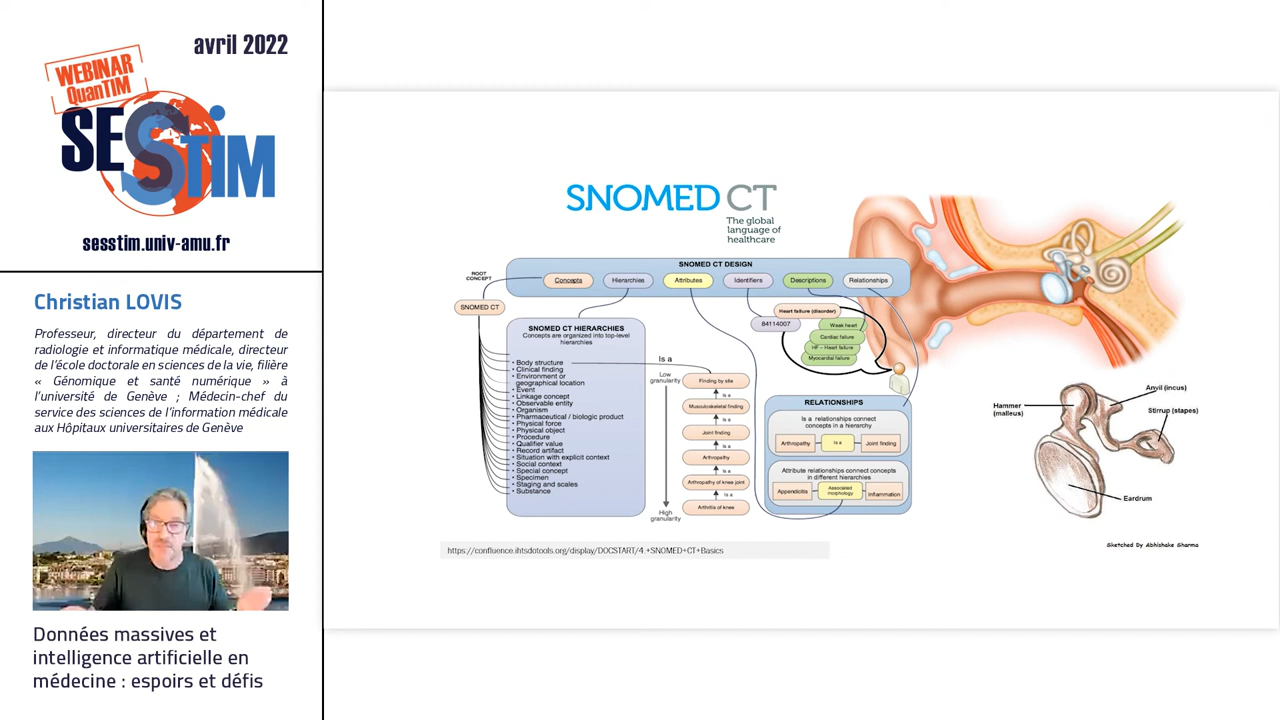 avril 2022
WEBINAR
QuanTIM
SESSTIM
sesstim.univ-amu.fr
Christian LOVIS
Professeur, directeur du département de
radiologie et informatique médicale, directeur
de l'école doctorale en sciences de la vie, filière
« Génomique et santé numérique » à
l'université de Genève ; Médecin-chef du
service des sciences de l'information médicale
aux Hôpitaux universitaires de Genève
Données massives et
intelligence artificielle en
médecine : espoirs et défis
SNOMED CT
The global
language of
healthcare
SNOMED CT DESIGN
ROOT
CONCEPT
Concepts
Hierarchies
Attributes
Identifiers
Descriptions
Relationships
SNOMED CT
Heart failure (disorder)
84114007
Weak heart
Cardiac failure
HF – Heart failure
Myocardial failure
SNOMED CT HIERARCHIES
Concepts are organized into top-level
hierarchies
• Body structure
• Clinical finding
• Environment or
geographical location
• Event
• Linkage concept
• Observable entity
• Organism
• Pharmaceutical / biologic product
• Physical force
• Physical object
• Procedure
• Qualifier value
• Record artifact
• Situation with explicit context
• Social context
• Special concept
• Specimen
• Staging and scales
• Substance
Is a
Low
granularity
High
granularity
Finding by site
Is a
Musculoskeletal finding
Is a
Joint finding
Is a
Arthropathy
Is a
Arthropathy of knee joint
Is a
Arthritis of knee
RELATIONSHIPS
Is a relationships connect
concepts in a hierarchy
Arthropathy
Is a
Joint finding
Attribute relationships connect concepts
in different hierarchies
Appendicitis
Associated
morphology
Inflammation
https://confluence.ihtsdotools.org/display/DOCSTART/4.+SNOMED+CT+Basics
Hammer
(malleus)
Anvil (incus)
Stirrup (stapes)
Eardrum
Sketched By Abhishake Sharma